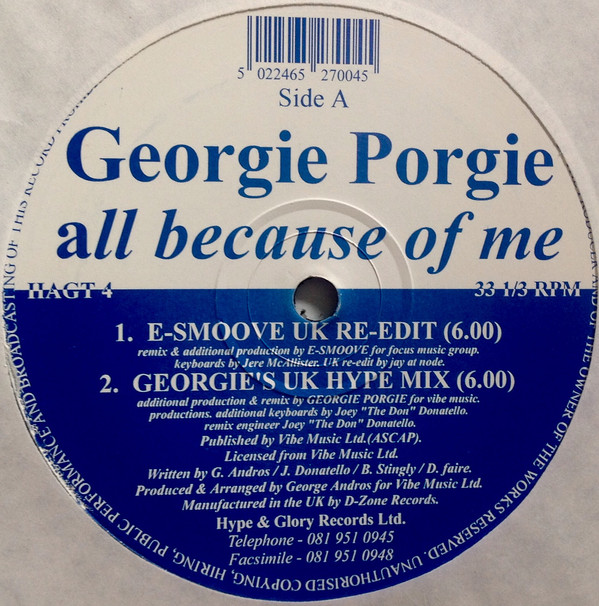 5 022465 270045
Side A
Georgie Porgie
all because of me
HAGT 4 33 1/3 RPM
1. E-SMOOVE UK RE-EDIT (6.00)
remix & additional production by E-SMOOVE for focus music group.
keyboards by Jere McAllister. UK re-edit by jay at node.
2. GEORGIE'S UK HYPE MIX (6.00)
additional production & remix by GEORGIE PORGIE for vibe music.
productions. additional keyboards by Joey "The Don" Donatello.
remix engineer Joey "The Don" Donatello.
Published by Vibe Music Ltd.(ASCAP).
Licensed from Vibe Music Ltd.
Written by G. Andros / J. Donatello / B. Stingly / D. faire.
Produced & Arranged by George Andros for Vibe Music Ltd.
Manufactured in the UK by D-Zone Records.
Hype & Glory Records Ltd.
Telephone - 081 951 0945
Facsimile - 081 951 0948
AND OF THE OWNER OF THE WORKS RESERVED. UNAUTHORISED COPYING, HIRING, PUBLIC PERFORMANCE AND BROADCASTING OF THIS RECORD